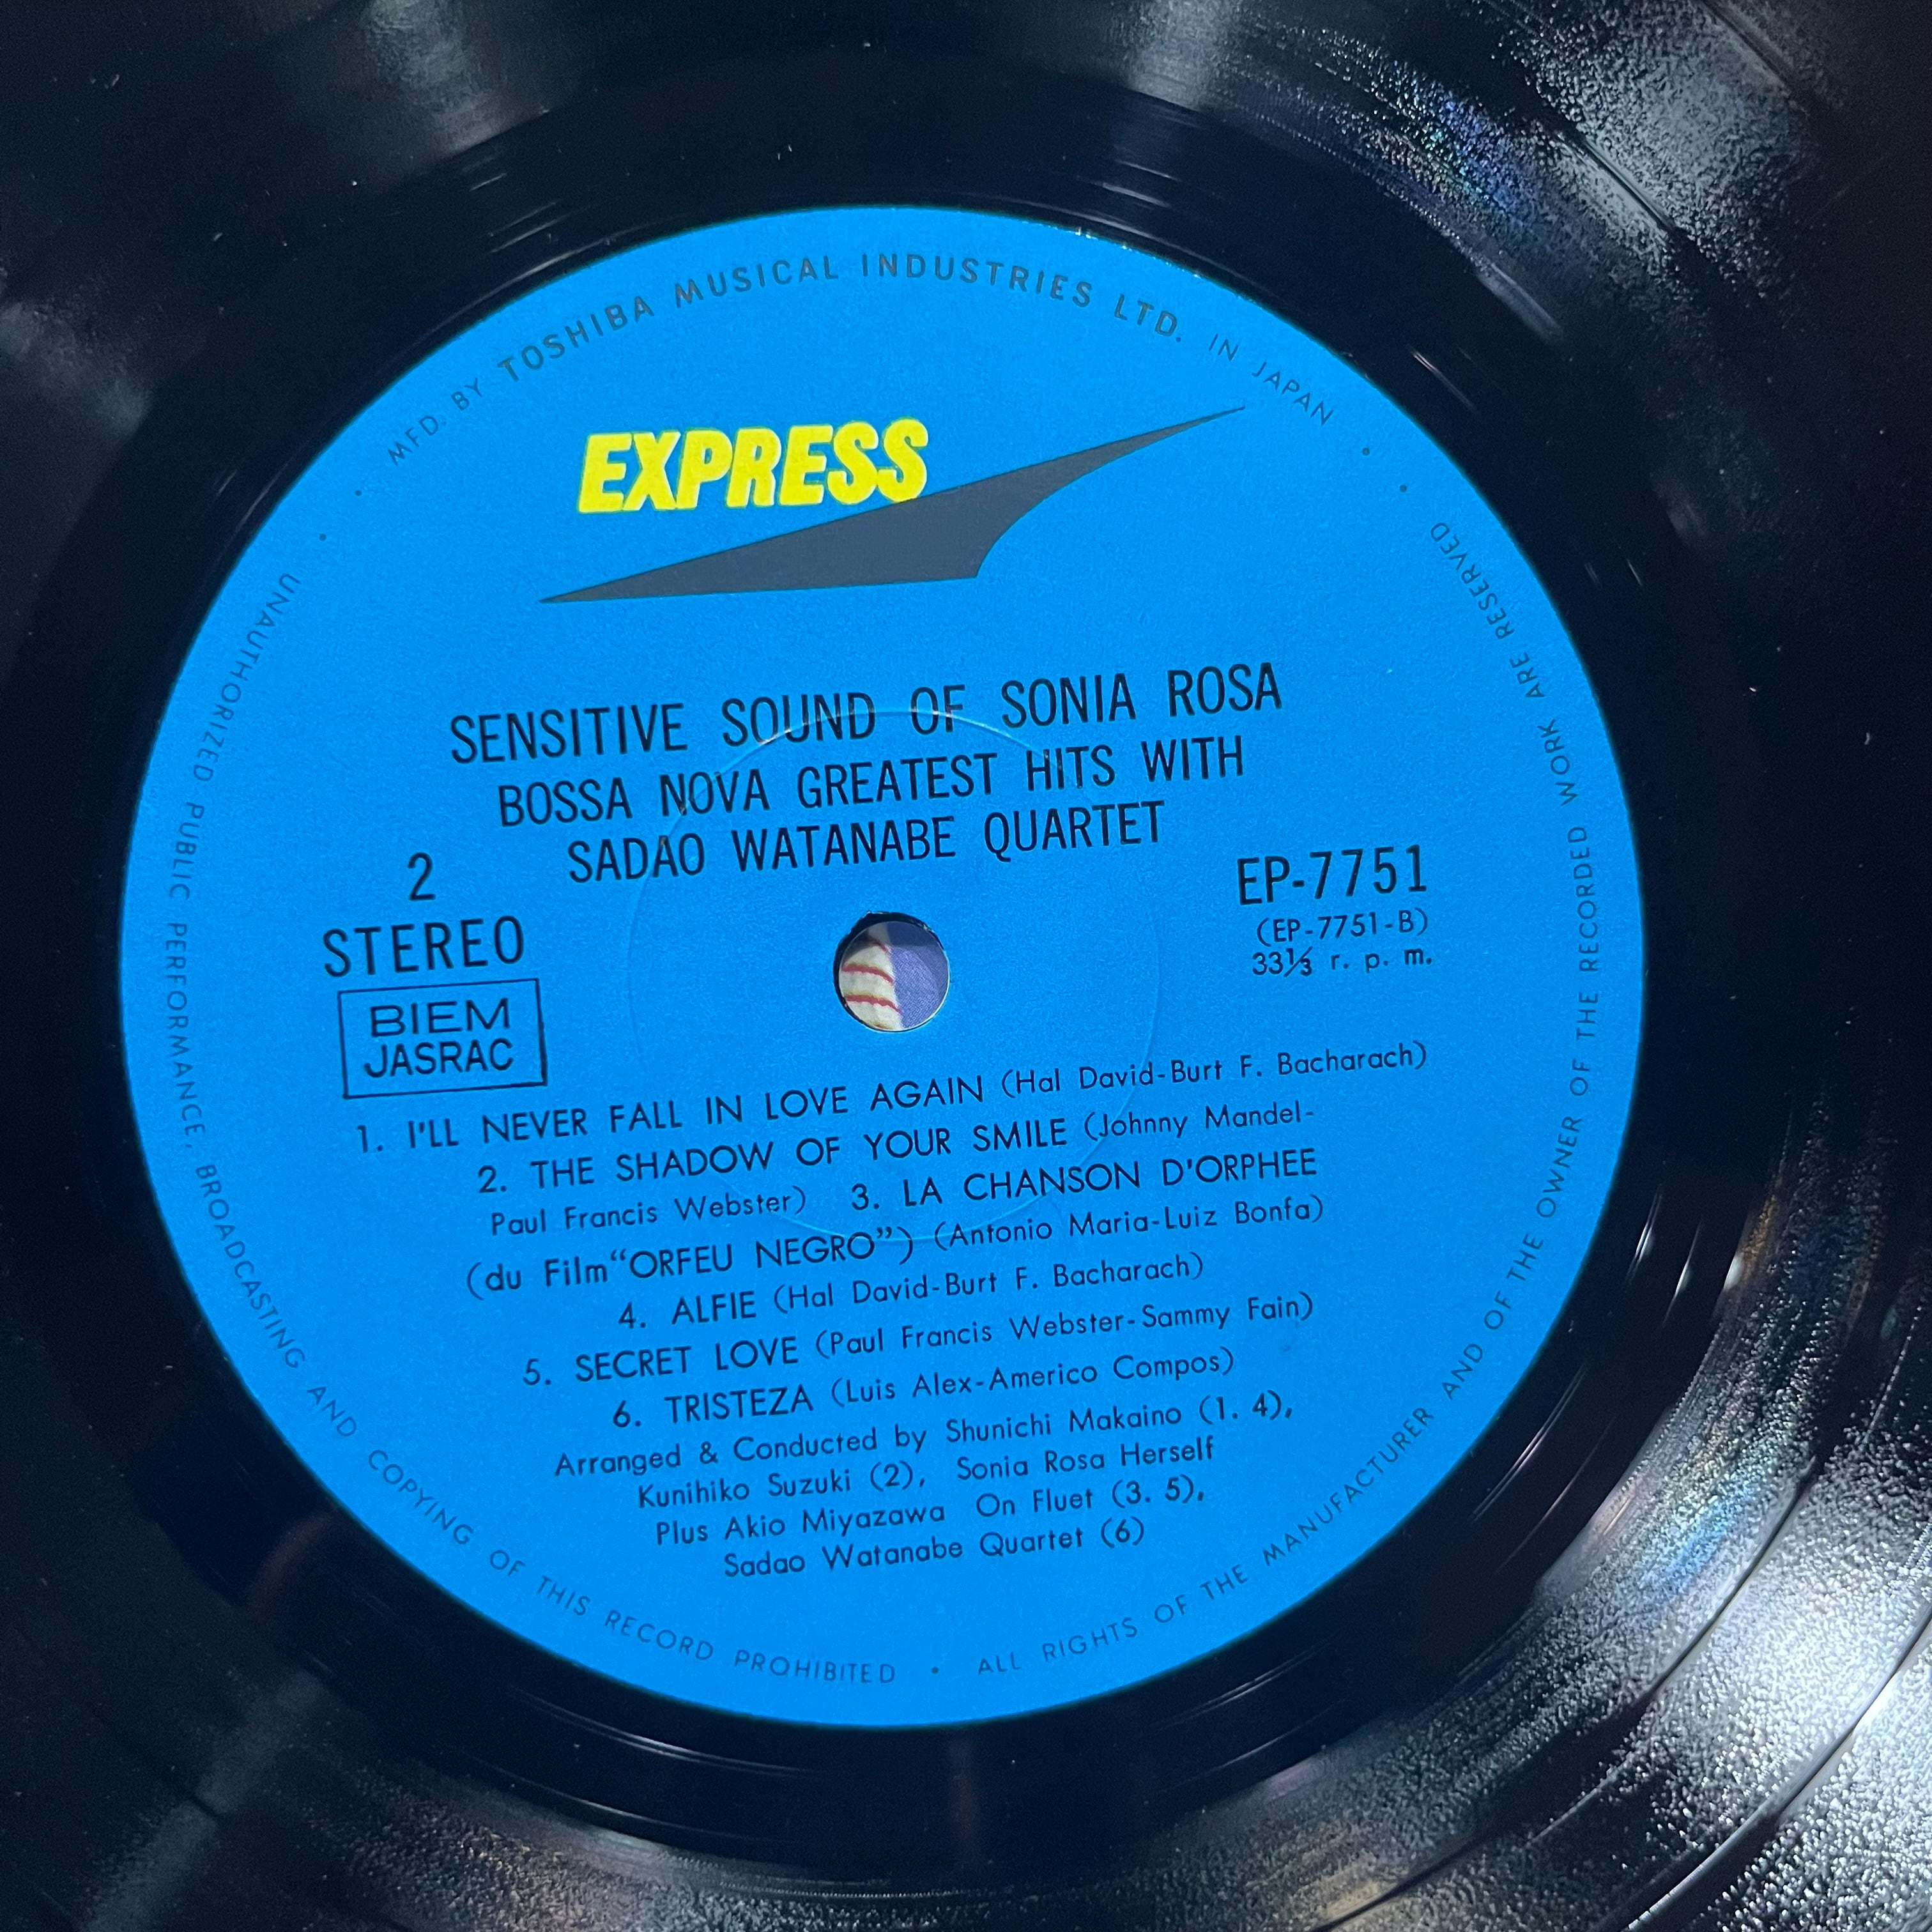 MFD. BY TOSHIBA MUSICAL INDUSTRIES LTD. IN JAPAN
EXPRESS
SENSITIVE SOUND OF SONIA ROSA
BOSSA NOVA GREATEST HITS WITH
SADAO WATANABE QUARTET
2
STEREO
BIEM
JASRAC
EP-7751
(EP-7751-B)
33⅓ r. p. m.
1. I'LL NEVER FALL IN LOVE AGAIN (Hal David-Burt F. Bacharach)
2. THE SHADOW OF YOUR SMILE (Johnny Mandel-
Paul Francis Webster) 3. LA CHANSON D'ORPHEE
(du Film“ORFEU NEGRO”) (Antonio Maria-Luiz Bonfa)
4. ALFIE (Hal David-Burt F. Bacharach)
5. SECRET LOVE (Paul Francis Webster-Sammy Fain)
6. TRISTEZA (Luis Alex-Americo Compos)
Arranged & Conducted by Shunichi Makaino (1. 4),
Kunihiko Suzuki (2), Sonia Rosa Herself
Plus Akio Miyazawa On Fluet (3. 5),
Sadao Watanabe Quartet (6)
UNAUTHORIZED PUBLIC PERFORMANCE, BROADCASTING AND COPYING OF THIS RECORD PROHIBITED • ALL RIGHTS OF THE MANUFACTURER AND OF THE OWNER OF THE RECORDED WORK ARE RESERVED